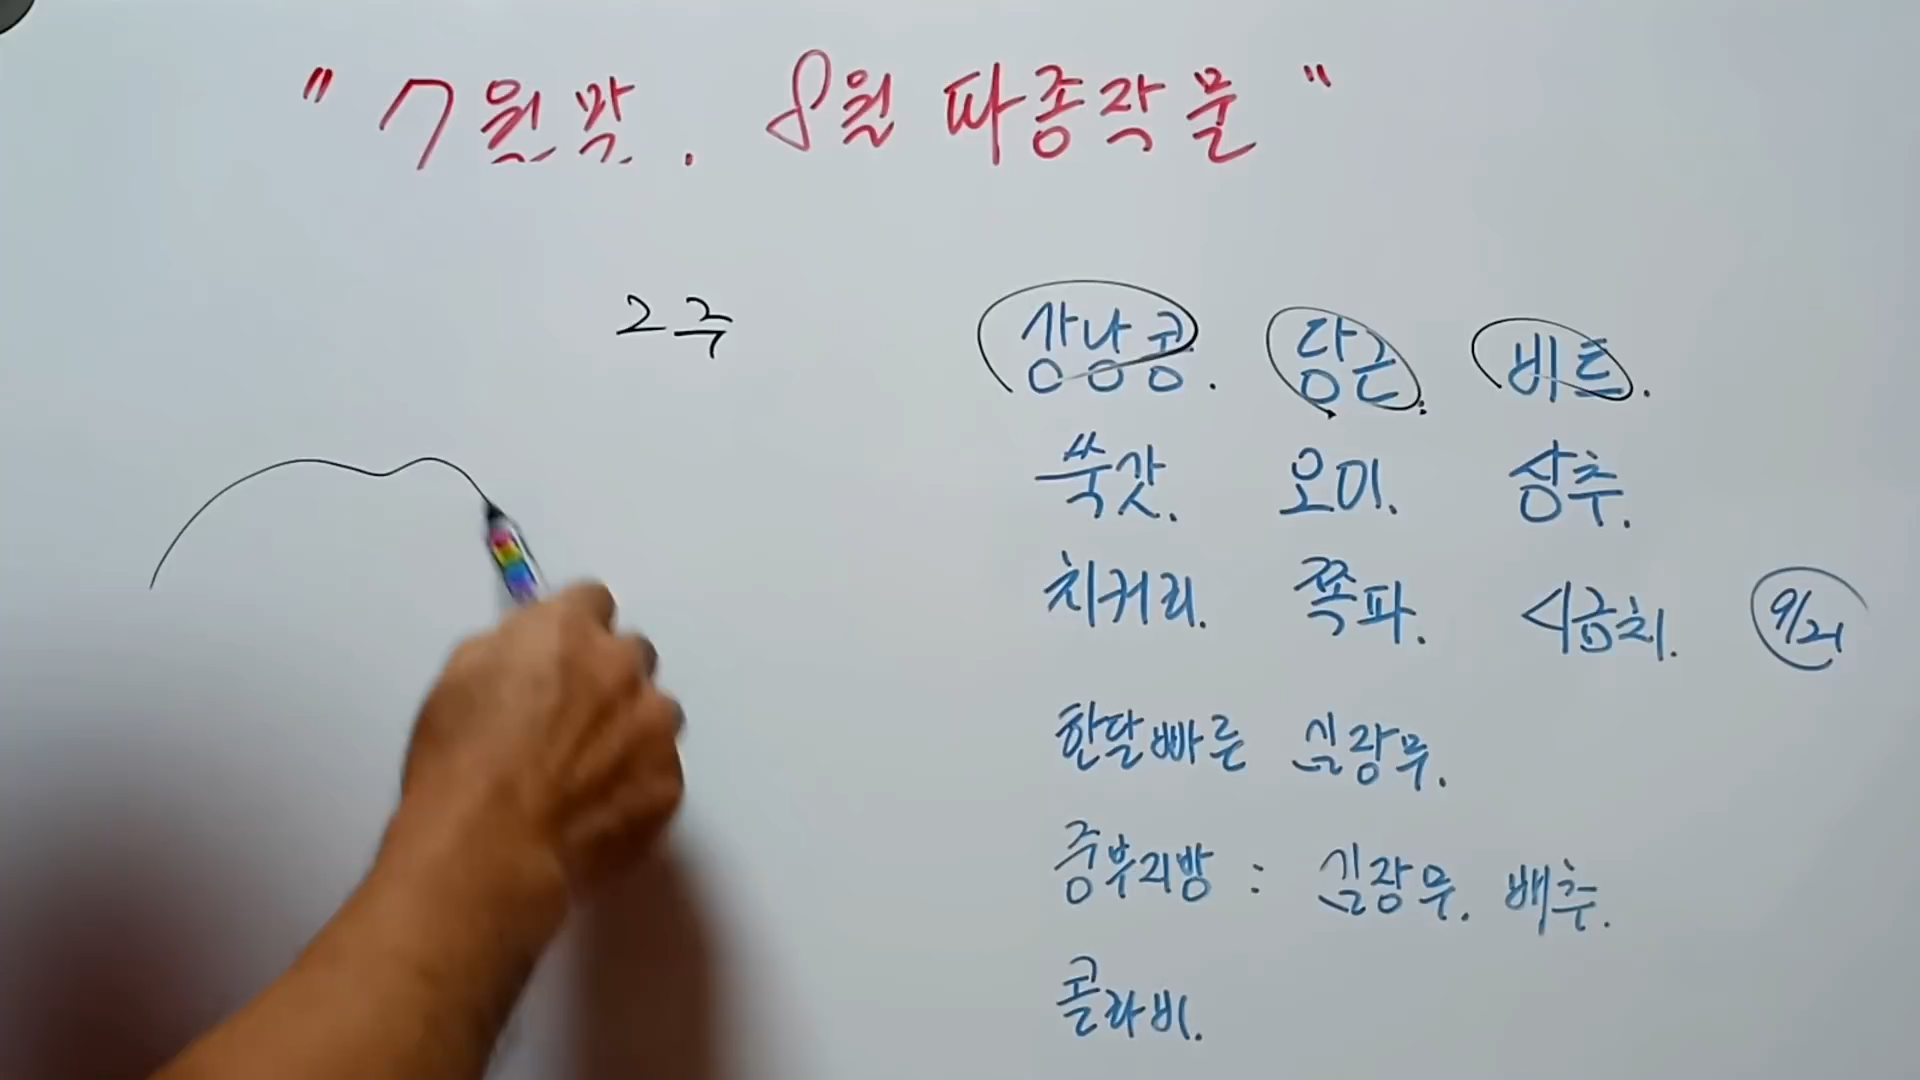 " 7월말. 8월 파종작물 "
2주
강낭콩. 당근. 비트.
쑥갓. 오이. 상추.
치커리. 쪽파. 시금치. 9/21
한달빠른 김장무.
중부지방 : 김장무. 배추.
콜라비.